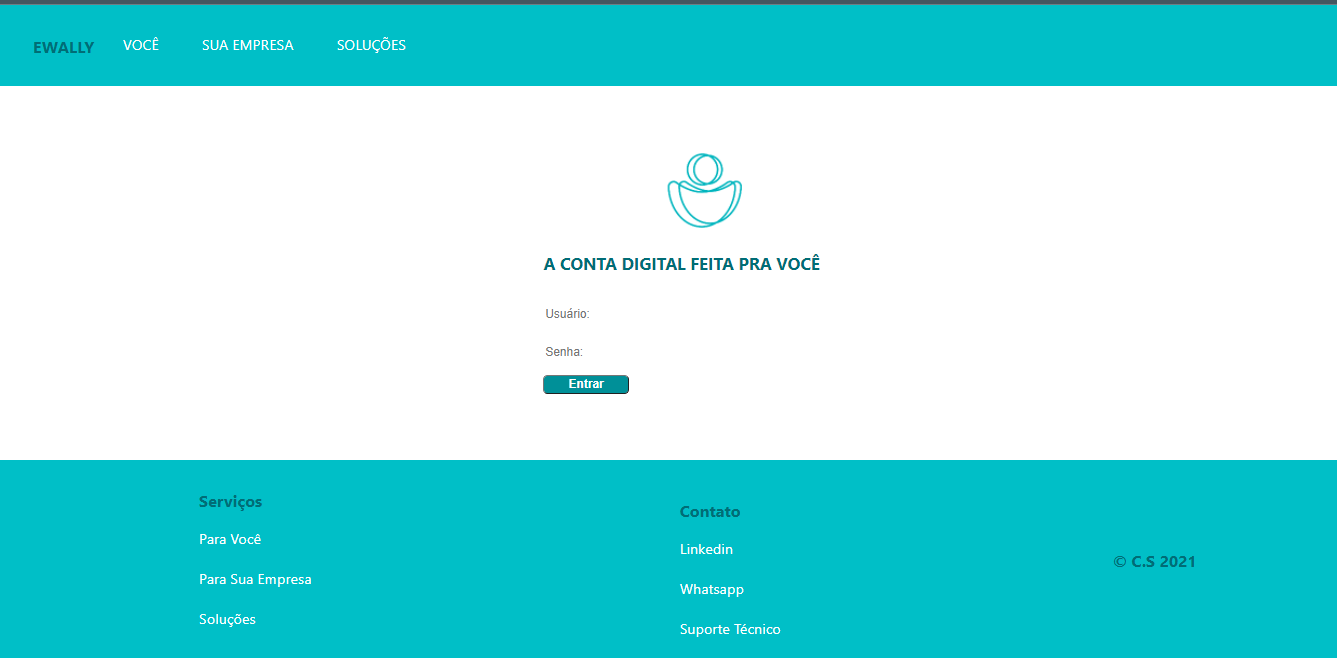 EWALLY
VOCÊ
SUA EMPRESA
SOLUÇÕES
A CONTA DIGITAL FEITA PRA VOCÊ
Usuário:
Senha:
Entrar
Serviços
Para Você
Para Sua Empresa
Soluções
Contato
Linkedin
Whatsapp
Suporte Técnico
© C.S 2021